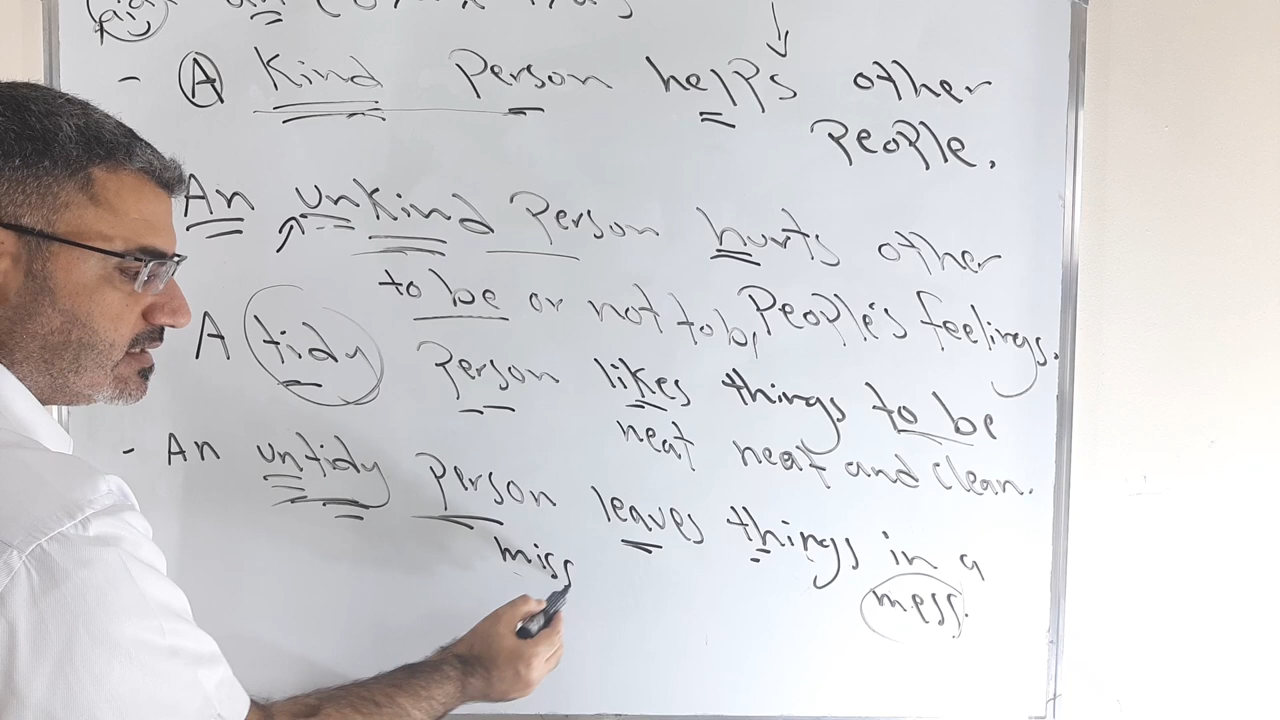 - A Kind Person helps other
People.
An unkind Person hurts other
People's feelings.
to be or not to b,
A tidy Person likes things to be
neat neat and clean.
- An untidy Person leaves things in a
mess.
miss